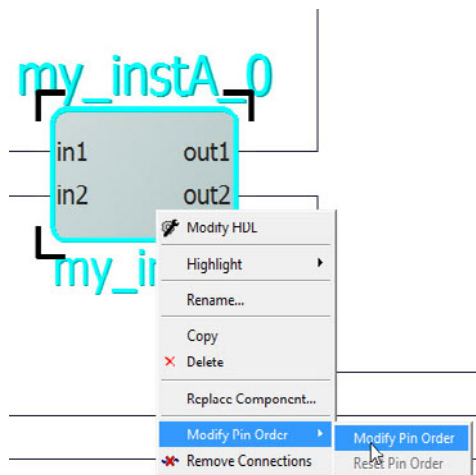 my_instA_0
in1 out1
in2 out2
my_i
Modify HDL
Highlight
Rename...
Copy
Delete
Replace Component...
Modify Pin Order
Modify Pin Order
Remove Connections
Reset Pin Order